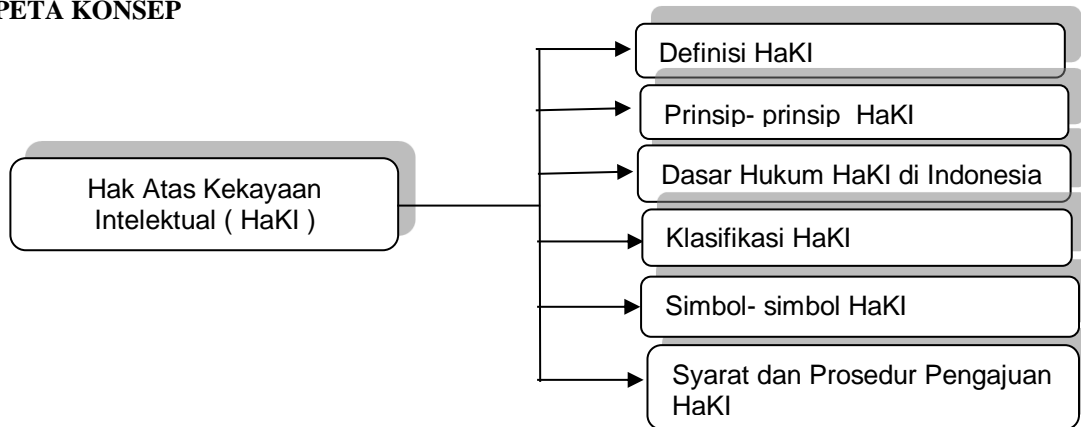 PETA KONSEP
Definisi HaKI
Prinsip- prinsip HaKI
Hak Atas Kekayaan
Intelektual ( HaKI )
Dasar Hukum HaKI di Indonesia
Klasifikasi HaKI
Simbol- simbol HaKI
Syarat dan Prosedur Pengajuan
HaKI